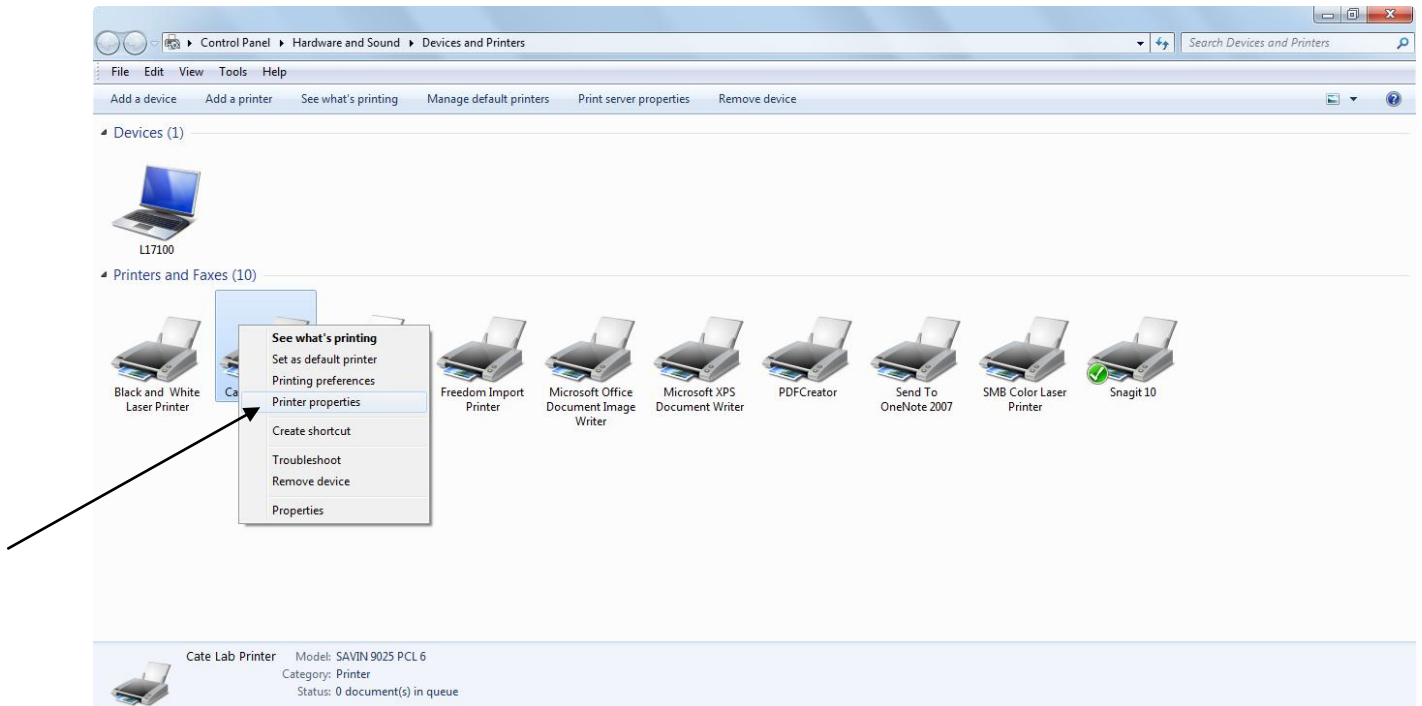 Control Panel Hardware and Sound Devices and Printers Search Devices and Printers
File Edit View Tools Help
Add a device Add a printer See what's printing Manage default printers Print server properties Remove device
Devices (1)
L17100
Printers and Faxes (10)
Black and White
Laser Printer
Ca
See what's printing
Set as default printer
Printing preferences
Printer properties
Create shortcut
Troubleshoot
Remove device
Properties
Freedom Import
Printer
Microsoft Office
Document Image
Writer
Microsoft XPS
Document Writer
PDFCreator
Send To
OneNote 2007
SMB Color Laser
Printer
Snagit 10
Cate Lab Printer Model: SAVIN 9025 PCL 6
Category: Printer
Status: 0 document(s) in queue